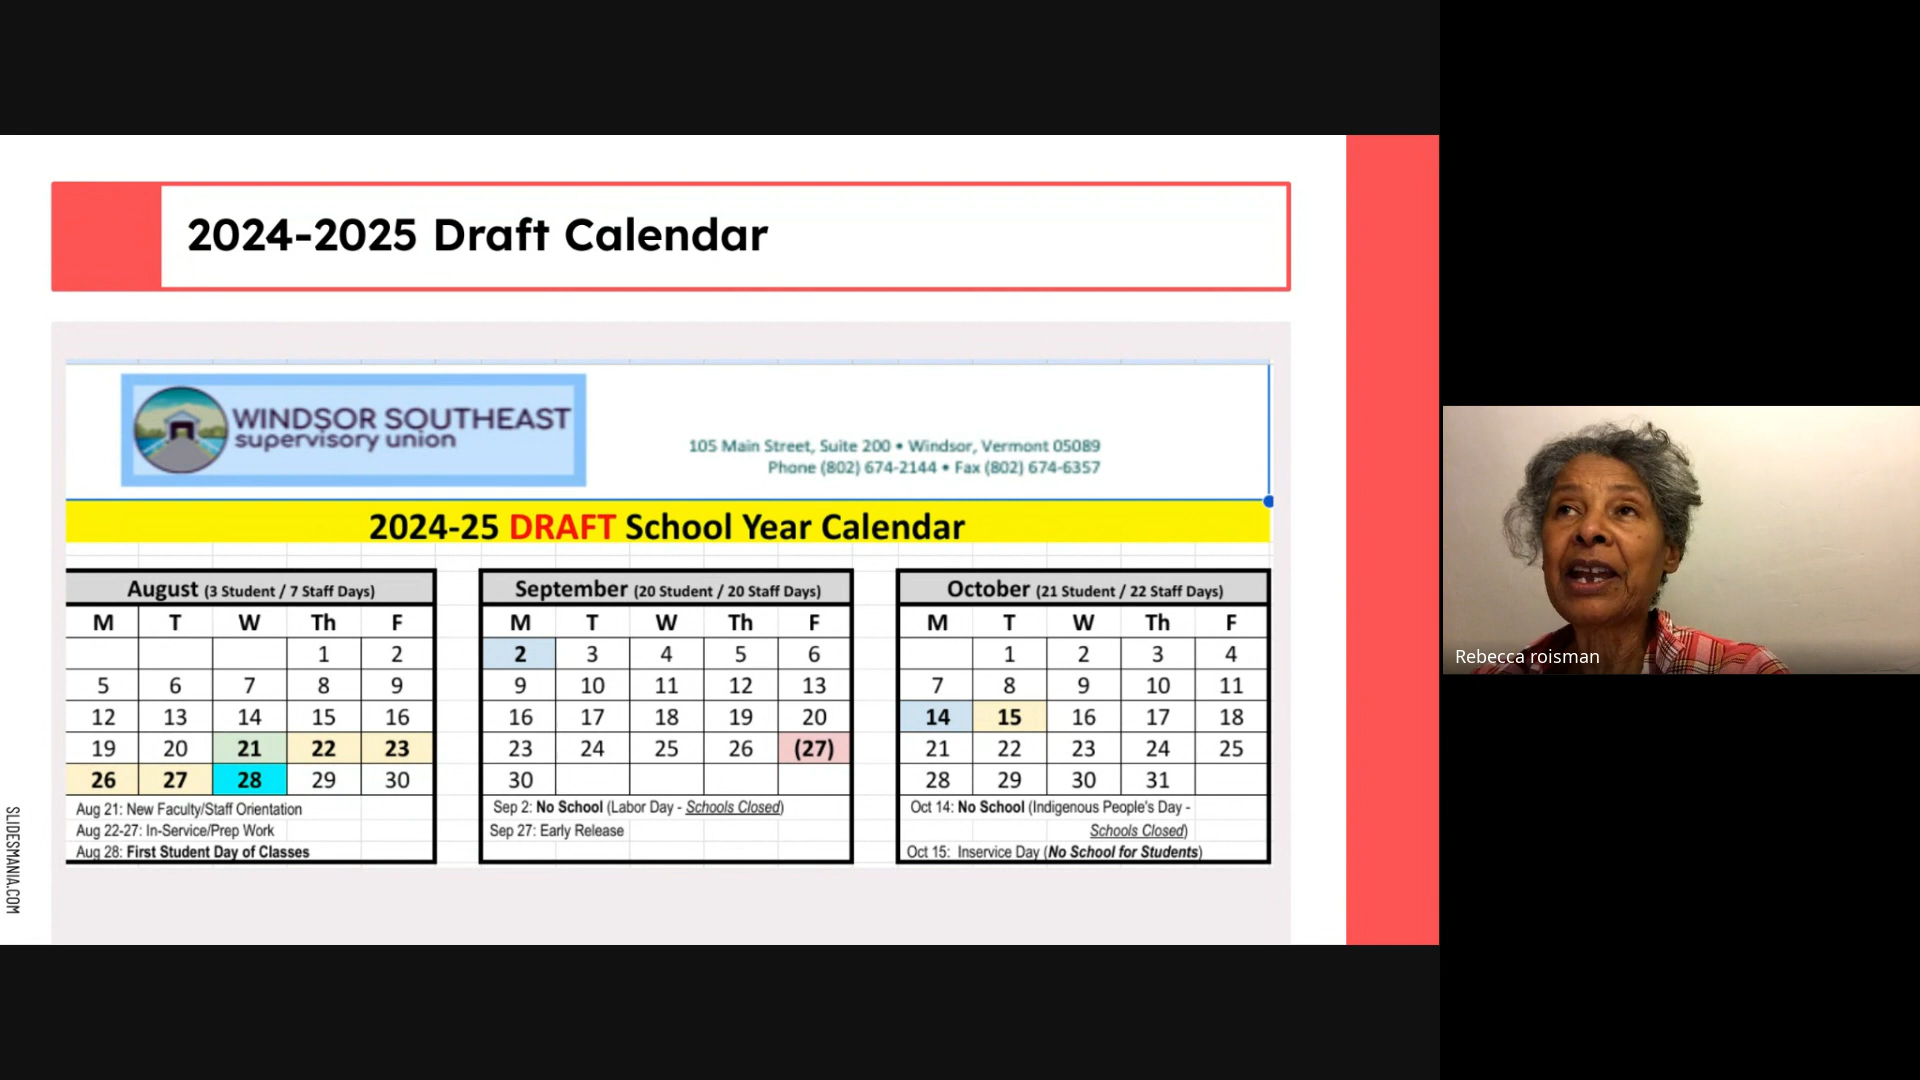 2024-2025 Draft Calendar
WINDSOR SOUTHEAST
supervisory union
105 Main Street, Suite 200 • Windsor, Vermont 05089
Phone (802) 674-2144 • Fax (802) 674-6357
2024-25 DRAFT School Year Calendar
August (3 Student / 7 Staff Days)
M T W Th F
1 2
5 6 7 8 9
12 13 14 15 16
19 20 21 22 23
26 27 28 29 30
Aug 21: New Faculty/Staff Orientation
Aug 22-27: In-Service/Prep Work
Aug 28: First Student Day of Classes
September (20 Student / 20 Staff Days)
M T W Th F
2 3 4 5 6
9 10 11 12 13
16 17 18 19 20
23 24 25 26 (27)
30
Sep 2: No School (Labor Day - Schools Closed)
Sep 27: Early Release
October (21 Student / 22 Staff Days)
M T W Th F
1 2 3 4
7 8 9 10 11
14 15 16 17 18
21 22 23 24 25
28 29 30 31
Oct 14: No School (Indigenous People's Day -
Schools Closed)
Oct 15: Inservice Day (No School for Students)
SLIDESMANIA.COM
Rebecca roisman